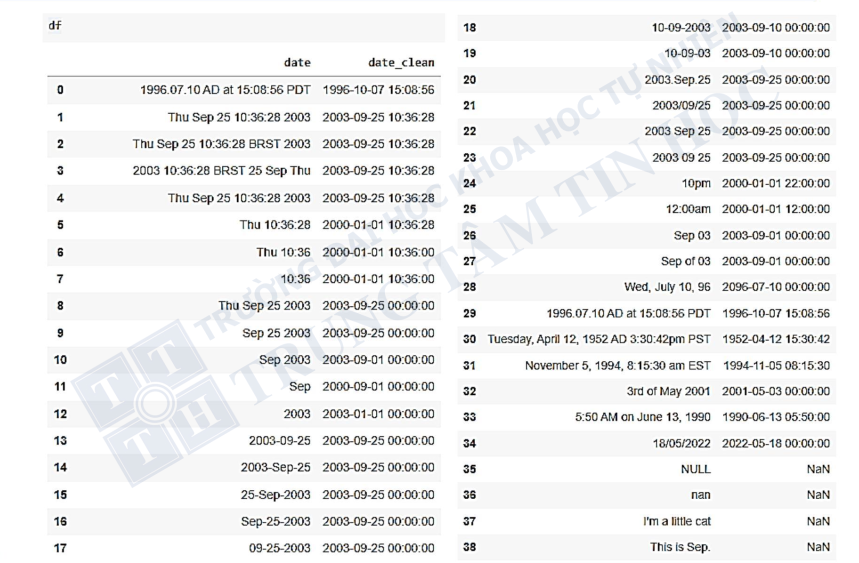 df
date date_clean
0 1996.07.10 AD at 15:08:56 PDT 1996-10-07 15:08:56
1 Thu Sep 25 10:36:28 2003 2003-09-25 10:36:28
2 Thu Sep 25 10:36:28 BRST 2003 2003-09-25 10:36:28
3 2003 10:36:28 BRST 25 Sep Thu 2003-09-25 10:36:28
4 Thu Sep 25 10:36:28 2003 2003-09-25 10:36:28
5 Thu 10:36:28 2000-01-01 10:36:28
6 Thu 10:36 2000-01-01 10:36:00
7 10:36 2000-01-01 10:36:00
8 Thu Sep 25 2003 2003-09-25 00:00:00
9 Sep 25 2003 2003-09-25 00:00:00
10 Sep 2003 2003-09-01 00:00:00
11 Sep 2000-09-01 00:00:00
12 2003 2003-01-01 00:00:00
13 2003-09-25 2003-09-25 00:00:00
14 2003-Sep-25 2003-09-25 00:00:00
15 25-Sep-2003 2003-09-25 00:00:00
16 Sep-25-2003 2003-09-25 00:00:00
17 09-25-2003 2003-09-25 00:00:00
18 10-09-2003 2003-09-10 00:00:00
19 10-09-03 2003-09-10 00:00:00
20 2003.Sep.25 2003-09-25 00:00:00
21 2003/09/25 2003-09-25 00:00:00
22 2003 Sep 25 2003-09-25 00:00:00
23 2003 09 25 2003-09-25 00:00:00
24 10pm 2000-01-01 22:00:00
25 12:00am 2000-01-01 12:00:00
26 Sep 03 2003-09-01 00:00:00
27 Sep of 03 2003-09-01 00:00:00
28 Wed, July 10, 96 2096-07-10 00:00:00
29 1996.07.10 AD at 15:08:56 PDT 1996-10-07 15:08:56
30 Tuesday, April 12, 1952 AD 3:30:42pm PST 1952-04-12 15:30:42
31 November 5, 1994, 8:15:30 am EST 1994-11-05 08:15:30
32 3rd of May 2001 2001-05-03 00:00:00
33 5:50 AM on June 13, 1990 1990-06-13 05:50:00
34 18/05/2022 2022-05-18 00:00:00
35 NULL NaN
36 nan NaN
37 I'm a little cat NaN
38 This is Sep. NaN
TRƯỜNG ĐẠI HỌC KHOA HỌC TỰ NHIÊN
TRUNG TÂM TIN HỌC
T T
T H